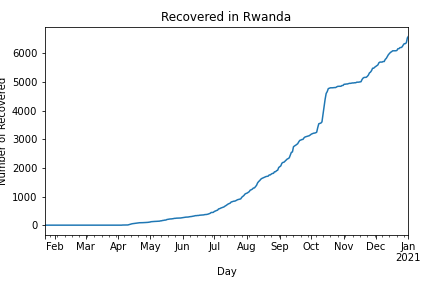 Recovered in Rwanda
Number of Recovered
6000
5000
4000
3000
2000
1000
0
Feb Mar Apr May Jun Jul Aug Sep Oct Nov Dec Jan
2021
Day